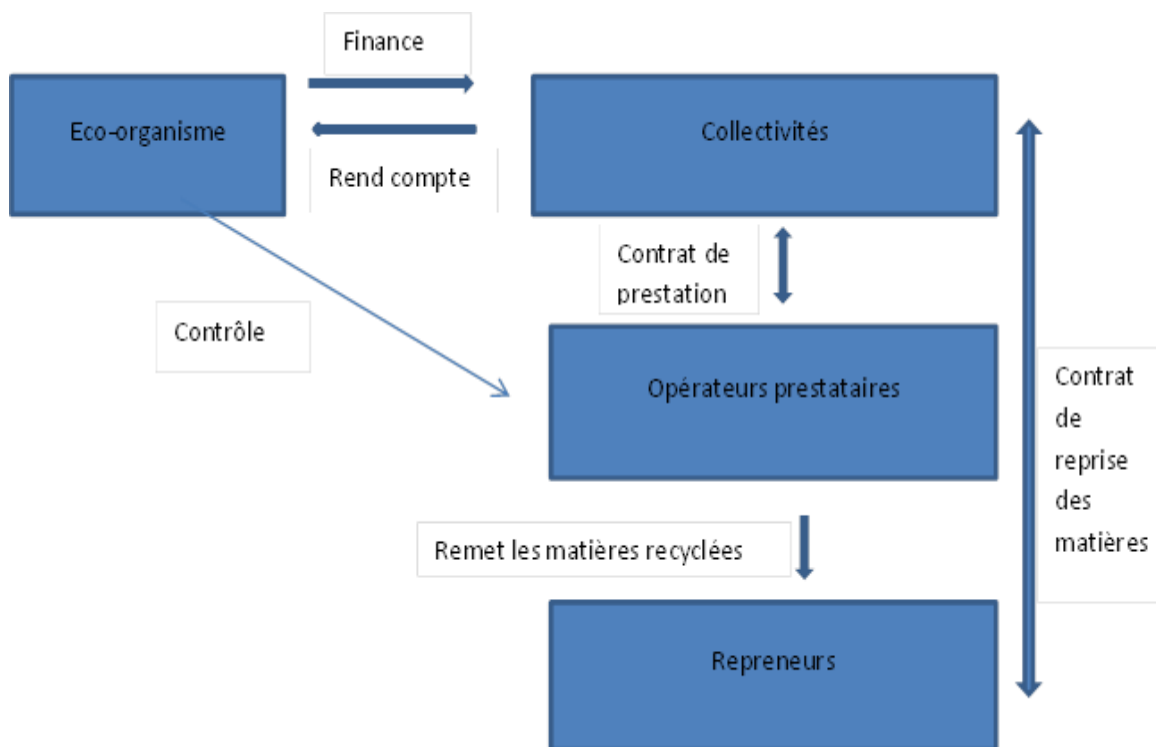 Finance
Eco-organisme
Collectivités
Rend compte
Contrat de
prestation
Contrôle
Opérateurs prestataires
Contrat
de
reprise
des
matières
Remet les matières recyclées
Repreneurs